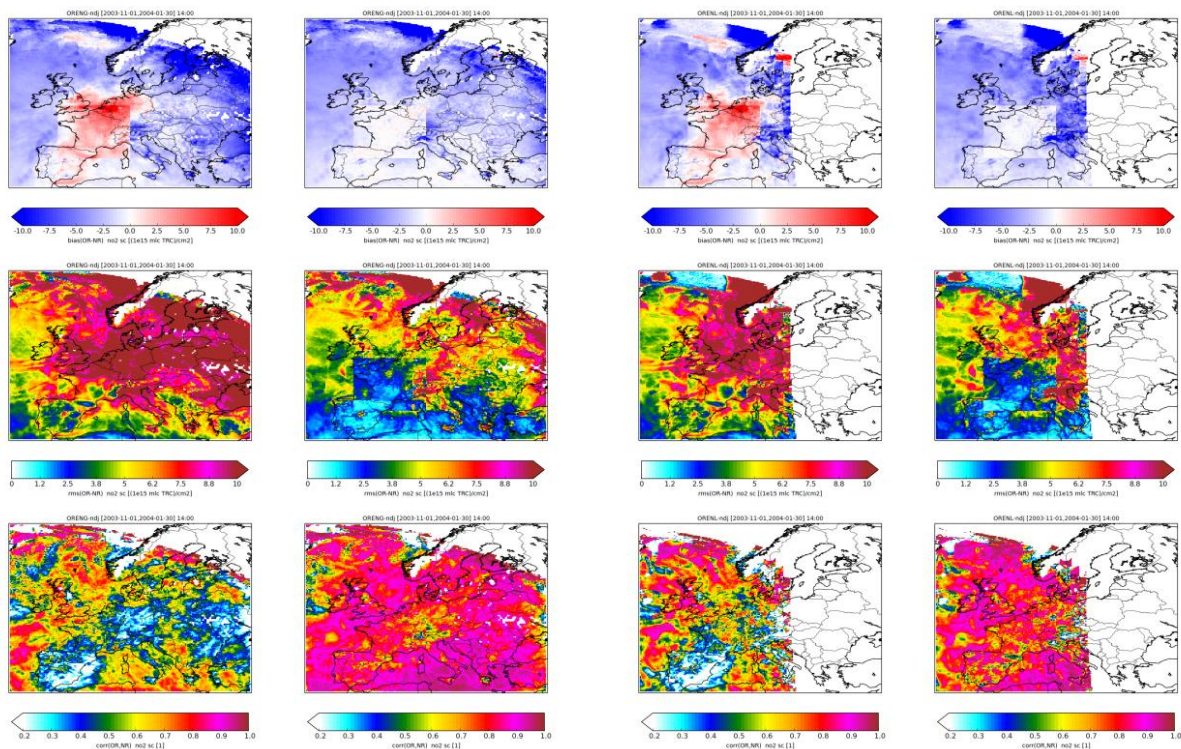 ORENG-ndj [2003-11-01,2004-01-30] 14:00
ORENG-ndj [2003-11-01,2004-01-30] 14:00
ORENL-ndj [2003-11-01,2004-01-30] 14:00
ORENL-ndj [2003-11-01,2004-01-30] 14:00
-10.0 -7.5 -5.0 -2.5 0.0 2.5 5.0 7.5 10.0
bias(OR-NR) no2 sc [(1e15 mlc TRC)/cm2]
-10.0 -7.5 -5.0 -2.5 0.0 2.5 5.0 7.5 10.0
bias(OR-NR) no2 sc [(1e15 mlc TRC)/cm2]
-10.0 -7.5 -5.0 -2.5 0.0 2.5 5.0 7.5 10.0
bias(OR-NR) no2 sc [(1e15 mlc TRC)/cm2]
-10.0 -7.5 -5.0 -2.5 0.0 2.5 5.0 7.5 10.0
bias(OR-NR) no2 sc [(1e15 mlc TRC)/cm2]
ORENG-ndj [2003-11-01,2004-01-30] 14:00
ORENG-ndj [2003-11-01,2004-01-30] 14:00
ORENL-ndj [2003-11-01,2004-01-30] 14:00
ORENL-ndj [2003-11-01,2004-01-30] 14:00
0 1.2 2.5 3.8 5 6.2 7.5 8.8 10
rms(OR-NR) no2 sc [(1e15 mlc TRC)/cm2]
0 1.2 2.5 3.8 5 6.2 7.5 8.8 10
rms(OR-NR) no2 sc [(1e15 mlc TRC)/cm2]
0 1.2 2.5 3.8 5 6.2 7.5 8.8 10
rms(OR-NR) no2 sc [(1e15 mlc TRC)/cm2]
0 1.2 2.5 3.8 5 6.2 7.5 8.8 10
rms(OR-NR) no2 sc [(1e15 mlc TRC)/cm2]
ORENG-ndj [2003-11-01,2004-01-30] 14:00
ORENG-ndj [2003-11-01,2004-01-30] 14:00
ORENL-ndj [2003-11-01,2004-01-30] 14:00
ORENL-ndj [2003-11-01,2004-01-30] 14:00
0.2 0.3 0.4 0.5 0.6 0.7 0.8 0.9 1.0
corr(OR,NR) no2 sc [1]
0.2 0.3 0.4 0.5 0.6 0.7 0.8 0.9 1.0
corr(OR,NR) no2 sc [1]
0.2 0.3 0.4 0.5 0.6 0.7 0.8 0.9 1.0
corr(OR,NR) no2 sc [1]
0.2 0.3 0.4 0.5 0.6 0.7 0.8 0.9 1.0
corr(OR,NR) no2 sc [1]